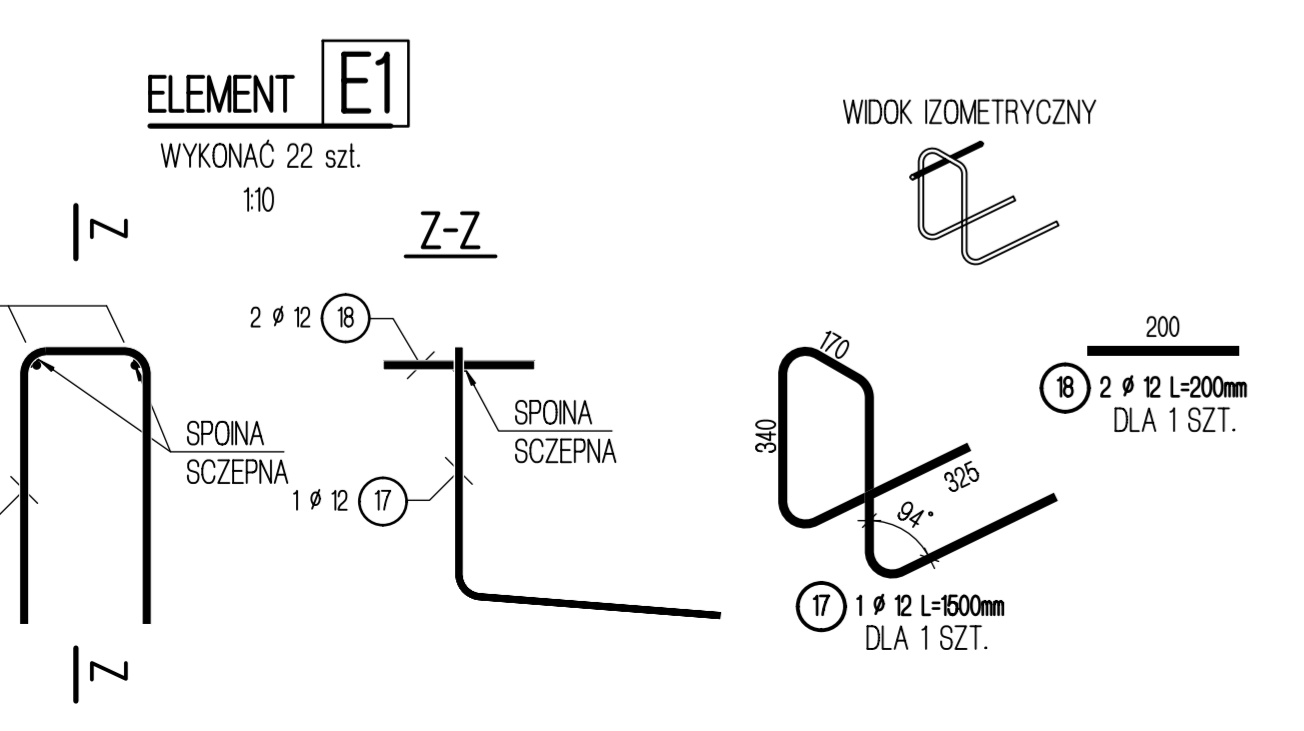 ELEMENT E1
WYKONAĆ 22 szt.
1:10
Z
Z-Z
WIDOK IZOMETRYCZNY
2 ø 12 18
SPOINA
SCZEPNA
SPOINA
SCZEPNA
1 ø 12 17
Z
170
340
325
94°
17 1 ø 12 L=1500mm
DLA 1 SZT.
200
18 2 ø 12 L=200mm
DLA 1 SZT.